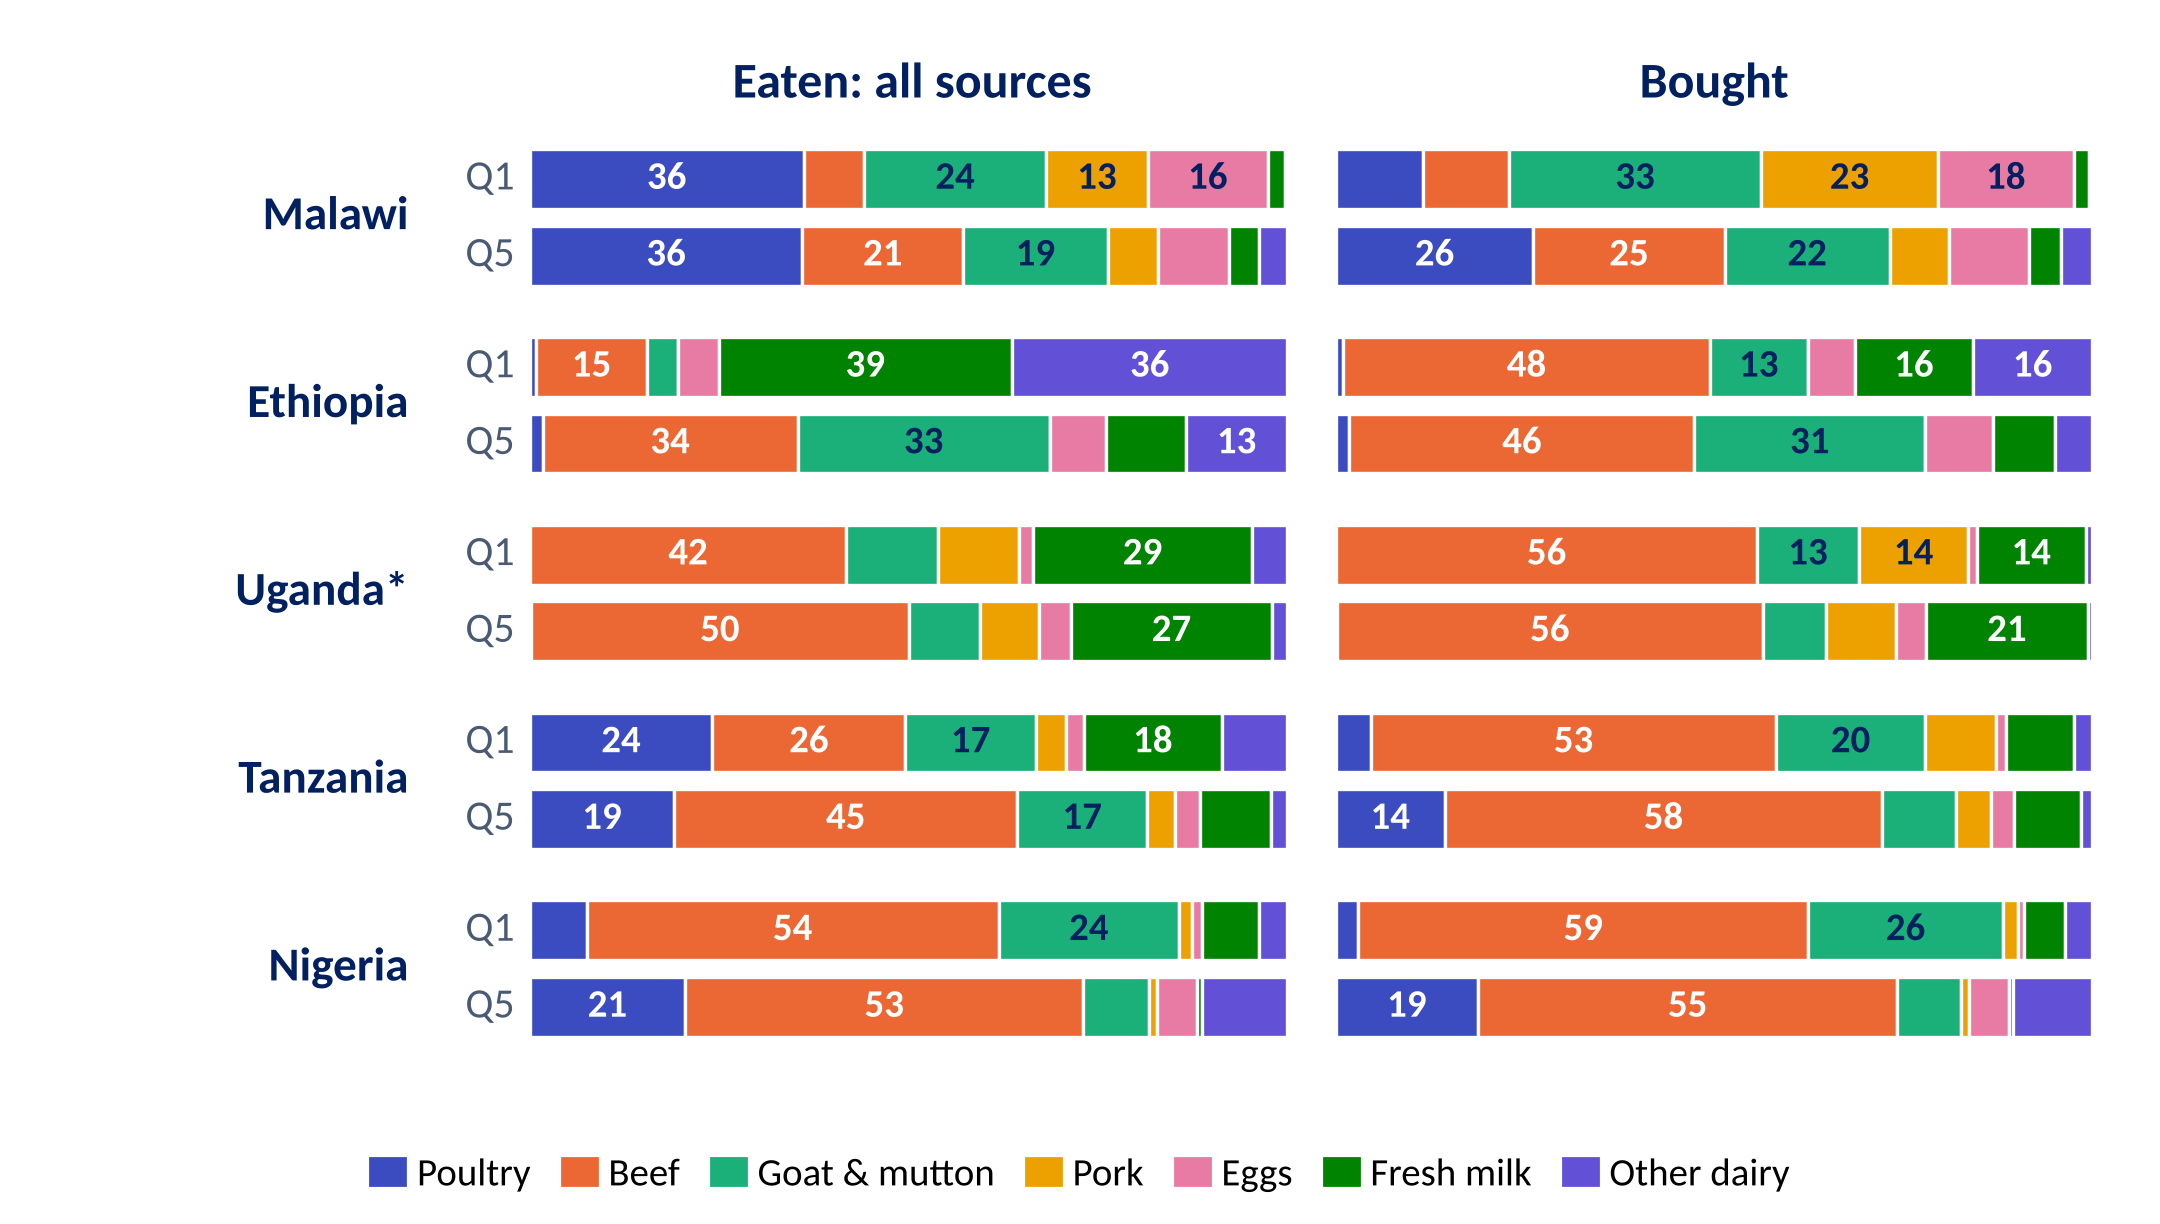 Eaten: all sources Bought
Malawi
Q1 36 24 13 16 33 23 18
Q5 36 21 19 26 25 22
Ethiopia
Q1 15 39 36 48 13 16 16
Q5 34 33 13 46 31
Uganda*
Q1 42 29 56 13 14 14
Q5 50 27 56 21
Tanzania
Q1 24 26 17 18 53 20
Q5 19 45 17 14 58
Nigeria
Q1 54 24 59 26
Q5 21 53 19 55
Poultry Beef Goat & mutton Pork Eggs Fresh milk Other dairy